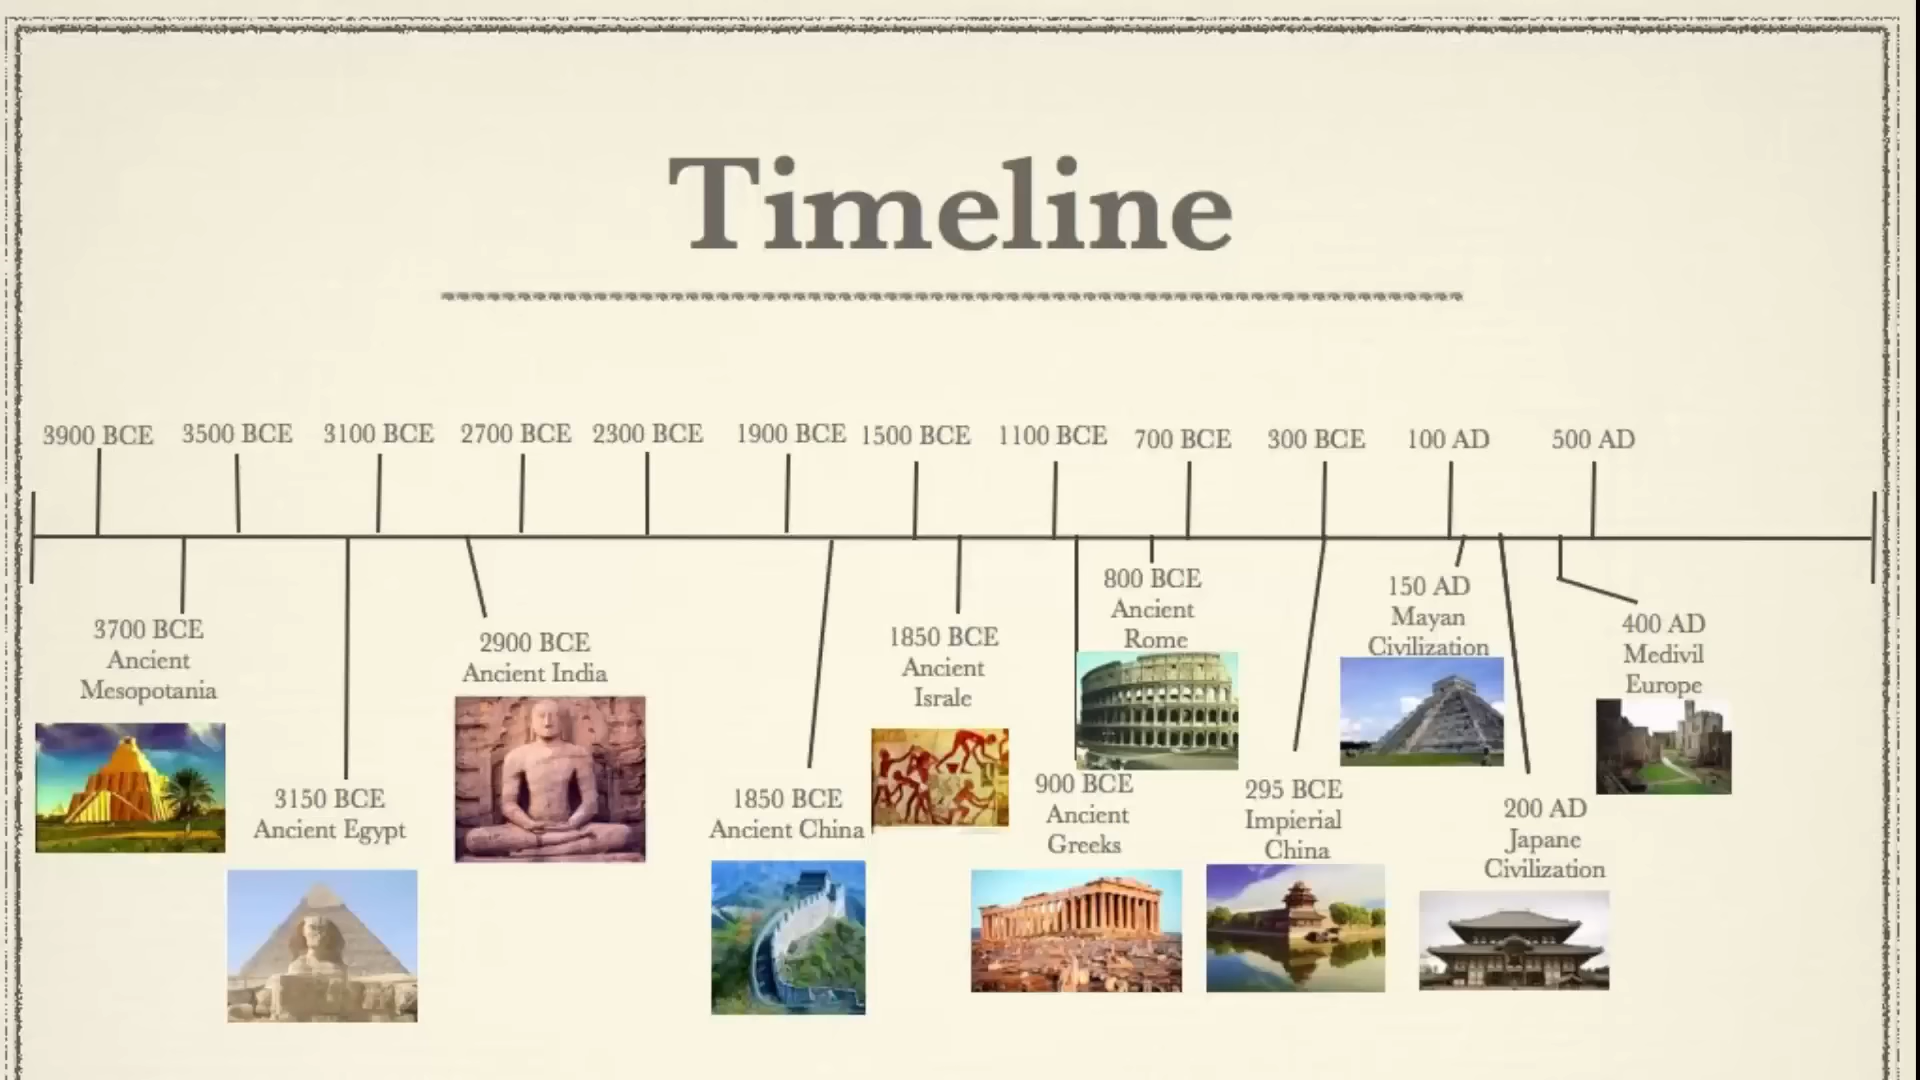 Timeline
3900 BCE
3500 BCE
3100 BCE
2700 BCE
2300 BCE
1900 BCE
1500 BCE
1100 BCE
700 BCE
300 BCE
100 AD
500 AD
3700 BCE
Ancient
Mesopotania
3150 BCE
Ancient Egypt
2900 BCE
Ancient India
1850 BCE
Ancient China
1850 BCE
Ancient
Israle
900 BCE
Ancient
Greeks
800 BCE
Ancient
Rome
295 BCE
Impierial
China
150 AD
Mayan
Civilization
200 AD
Japane
Civilization
400 AD
Medivil
Europe